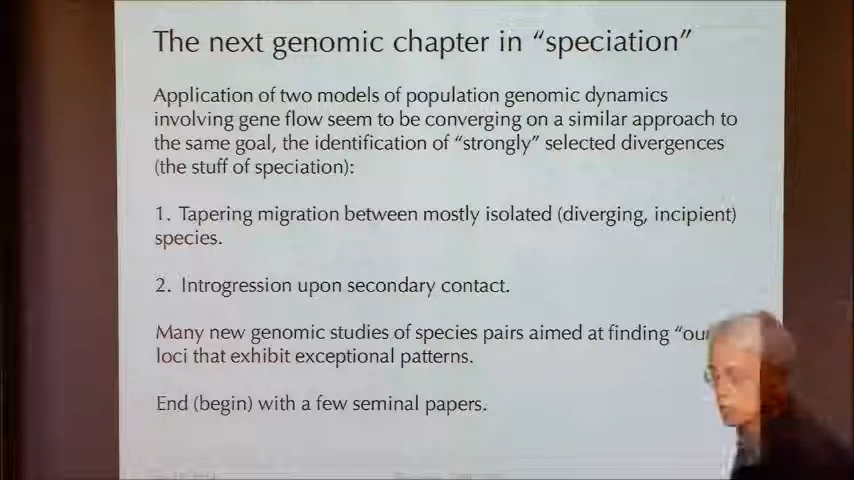 The next genomic chapter in “speciation”
Application of two models of population genomic dynamics
involving gene flow seem to be converging on a similar approach to
the same goal, the identification of “strongly” selected divergences
(the stuff of speciation):
1. Tapering migration between mostly isolated (diverging, incipient)
species.
2. Introgression upon secondary contact.
Many new genomic studies of species pairs aimed at finding
loci that exhibit exceptional patterns.
End (begin) with a few seminal papers.